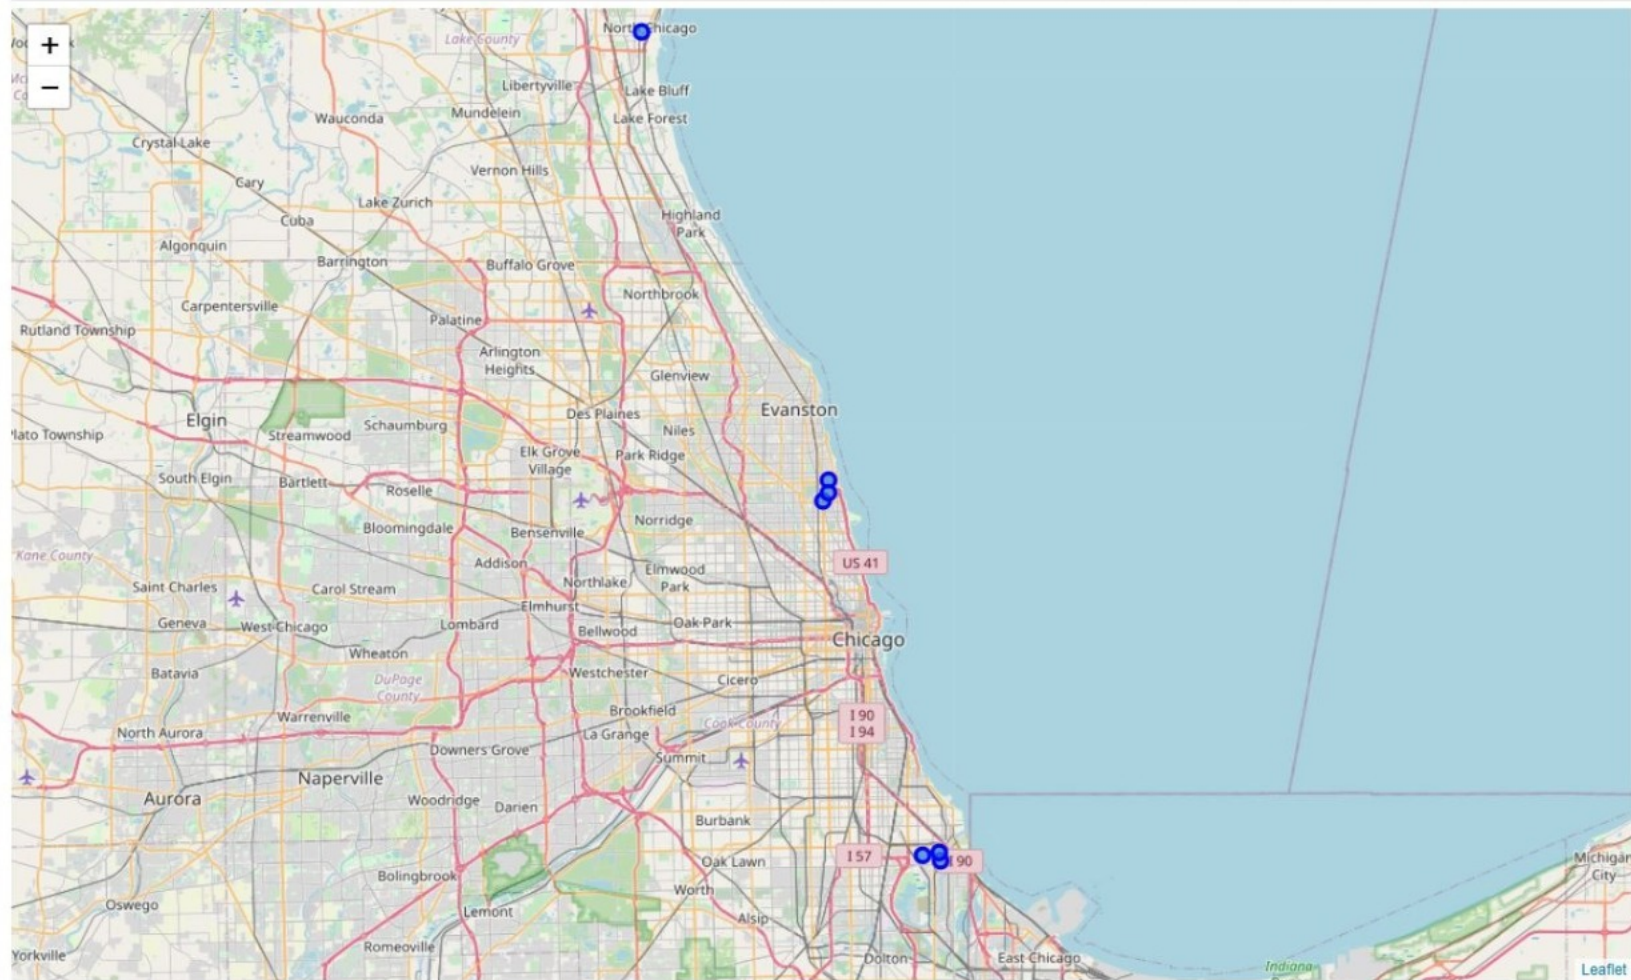 North Chicago
Lake County
+
−
Libertyville
Lake Bluff
Mundelein
Wauconda
Lake Forest
Crystal Lake
Vernon Hills
Cary
Lake Zurich
Cuba
Highland
Park
Algonquin
Barrington
Buffalo Grove
Northbrook
Carpentersville
Palatine
Rutland Township
Arlington
Heights
Glenview
Des Plaines
Evanston
Elgin
Schaumburg
Niles
Plato Township
Streamwood
Elk Grove
Village
Park Ridge
South Elgin
Bartlett
Roselle
Bloomingdale
Norridge
Bensenville
Kane County
Addison
US 41
Elmwood
Park
Northlake
Saint Charles
Carol Stream
Elmhurst
Geneva
West Chicago
Lombard
Bellwood
Oak Park
Chicago
Wheaton
Batavia
DuPage
County
Westchester
Cicero
Warrenville
Brookfield
Cook County
I 90
I 94
North Aurora
La Grange
Downers Grove
Summit
Naperville
Aurora
Woodridge
Darien
Burbank
Oak Lawn
I 57
I 90
Michigan
City
Bolingbrook
Worth
Oswego
Lemont
Alsip
Romeoville
Yorkville
Dolton
East Chicago
Indiana
Leaflet